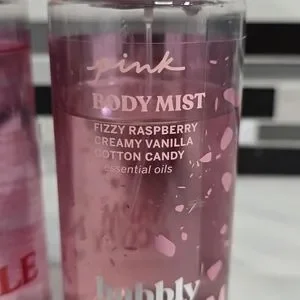 pink
BODY MIST
FIZZY RASPBERRY
CREAMY VANILLA
COTTON CANDY
essential oils
bubbly
LE